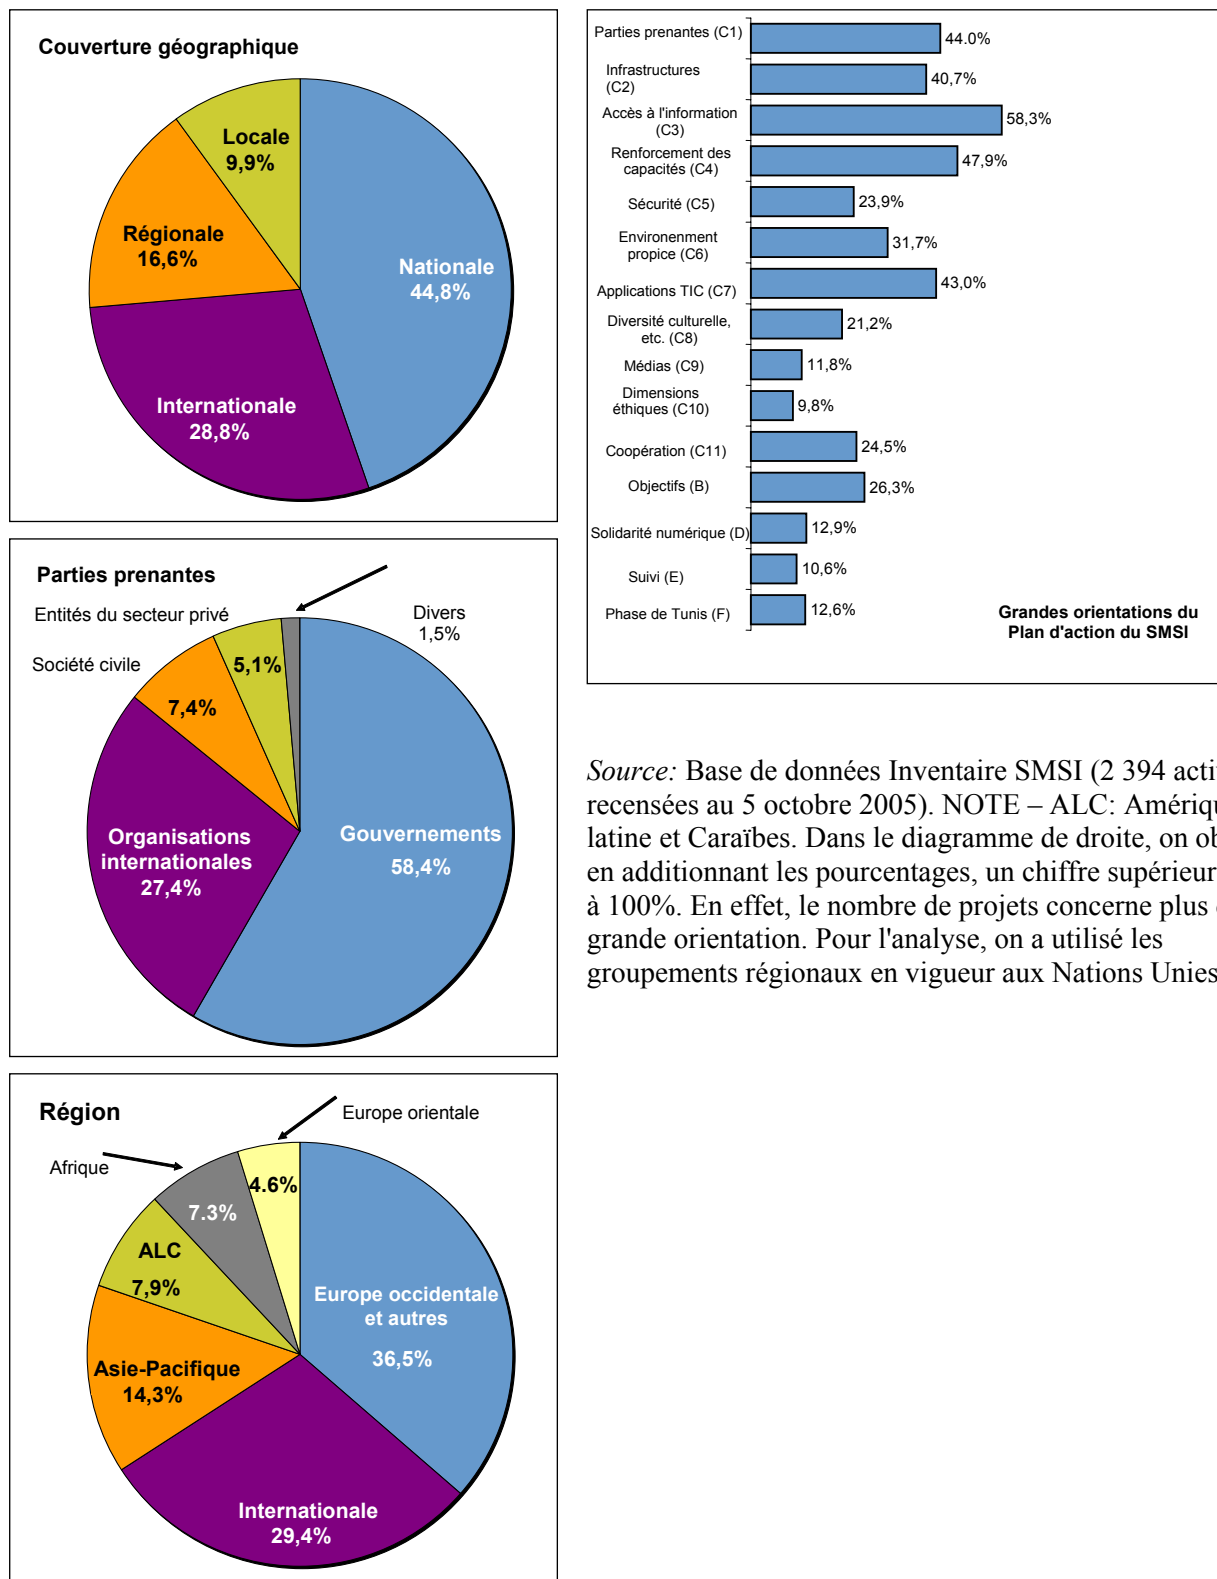 Couverture géographique
Locale
9,9%
Régionale
16,6%
Nationale
44,8%
Internationale
28,8%
Parties prenantes
Entités du secteur privé
Divers
1,5%
Société civile
5,1%
7,4%
Organisations
internationales
27,4%
Gouvernements
58,4%
Région
Europe orientale
Afrique
4.6%
7.3%
ALC
7,9%
Europe occidentale
et autres
36,5%
Asie-Pacifique
14,3%
Internationale
29,4%
Parties prenantes (C1)
44.0%
Infrastructures
(C2)
40,7%
Accès à l'information
(C3)
58,3%
Renforcement des
capacités (C4)
47,9%
Sécurité (C5)
23,9%
Environenment
propice (C6)
31,7%
Applications TIC (C7)
43,0%
Diversité culturelle,
etc. (C8)
21,2%
Médias (C9)
11,8%
Dimensions
éthiques (C10)
9,8%
Coopération (C11)
24,5%
Objectifs (B)
26,3%
Solidarité numérique (D)
12,9%
Suivi (E)
10,6%
Phase de Tunis (F)
12,6%
Grandes orientations du
Plan d'action du SMSI
Source: Base de données Inventaire SMSI (2 394
recensées au 5 octobre 2005). NOTE – ALC:
latine et Caraïbes. Dans le diagramme de droite, on
en additionnant les pourcentages, un chiffre supérieur
à 100%. En effet, le nombre de projets concerne plus
grande orientation. Pour l'analyse, on a utilisé les
groupements régionaux en vigueur aux Nations Unies